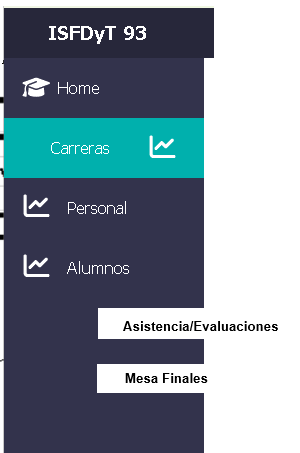 ISFDyT 93
Home
Carreras
Personal
Alumnos
Asistencia/Evaluaciones
Mesa Finales